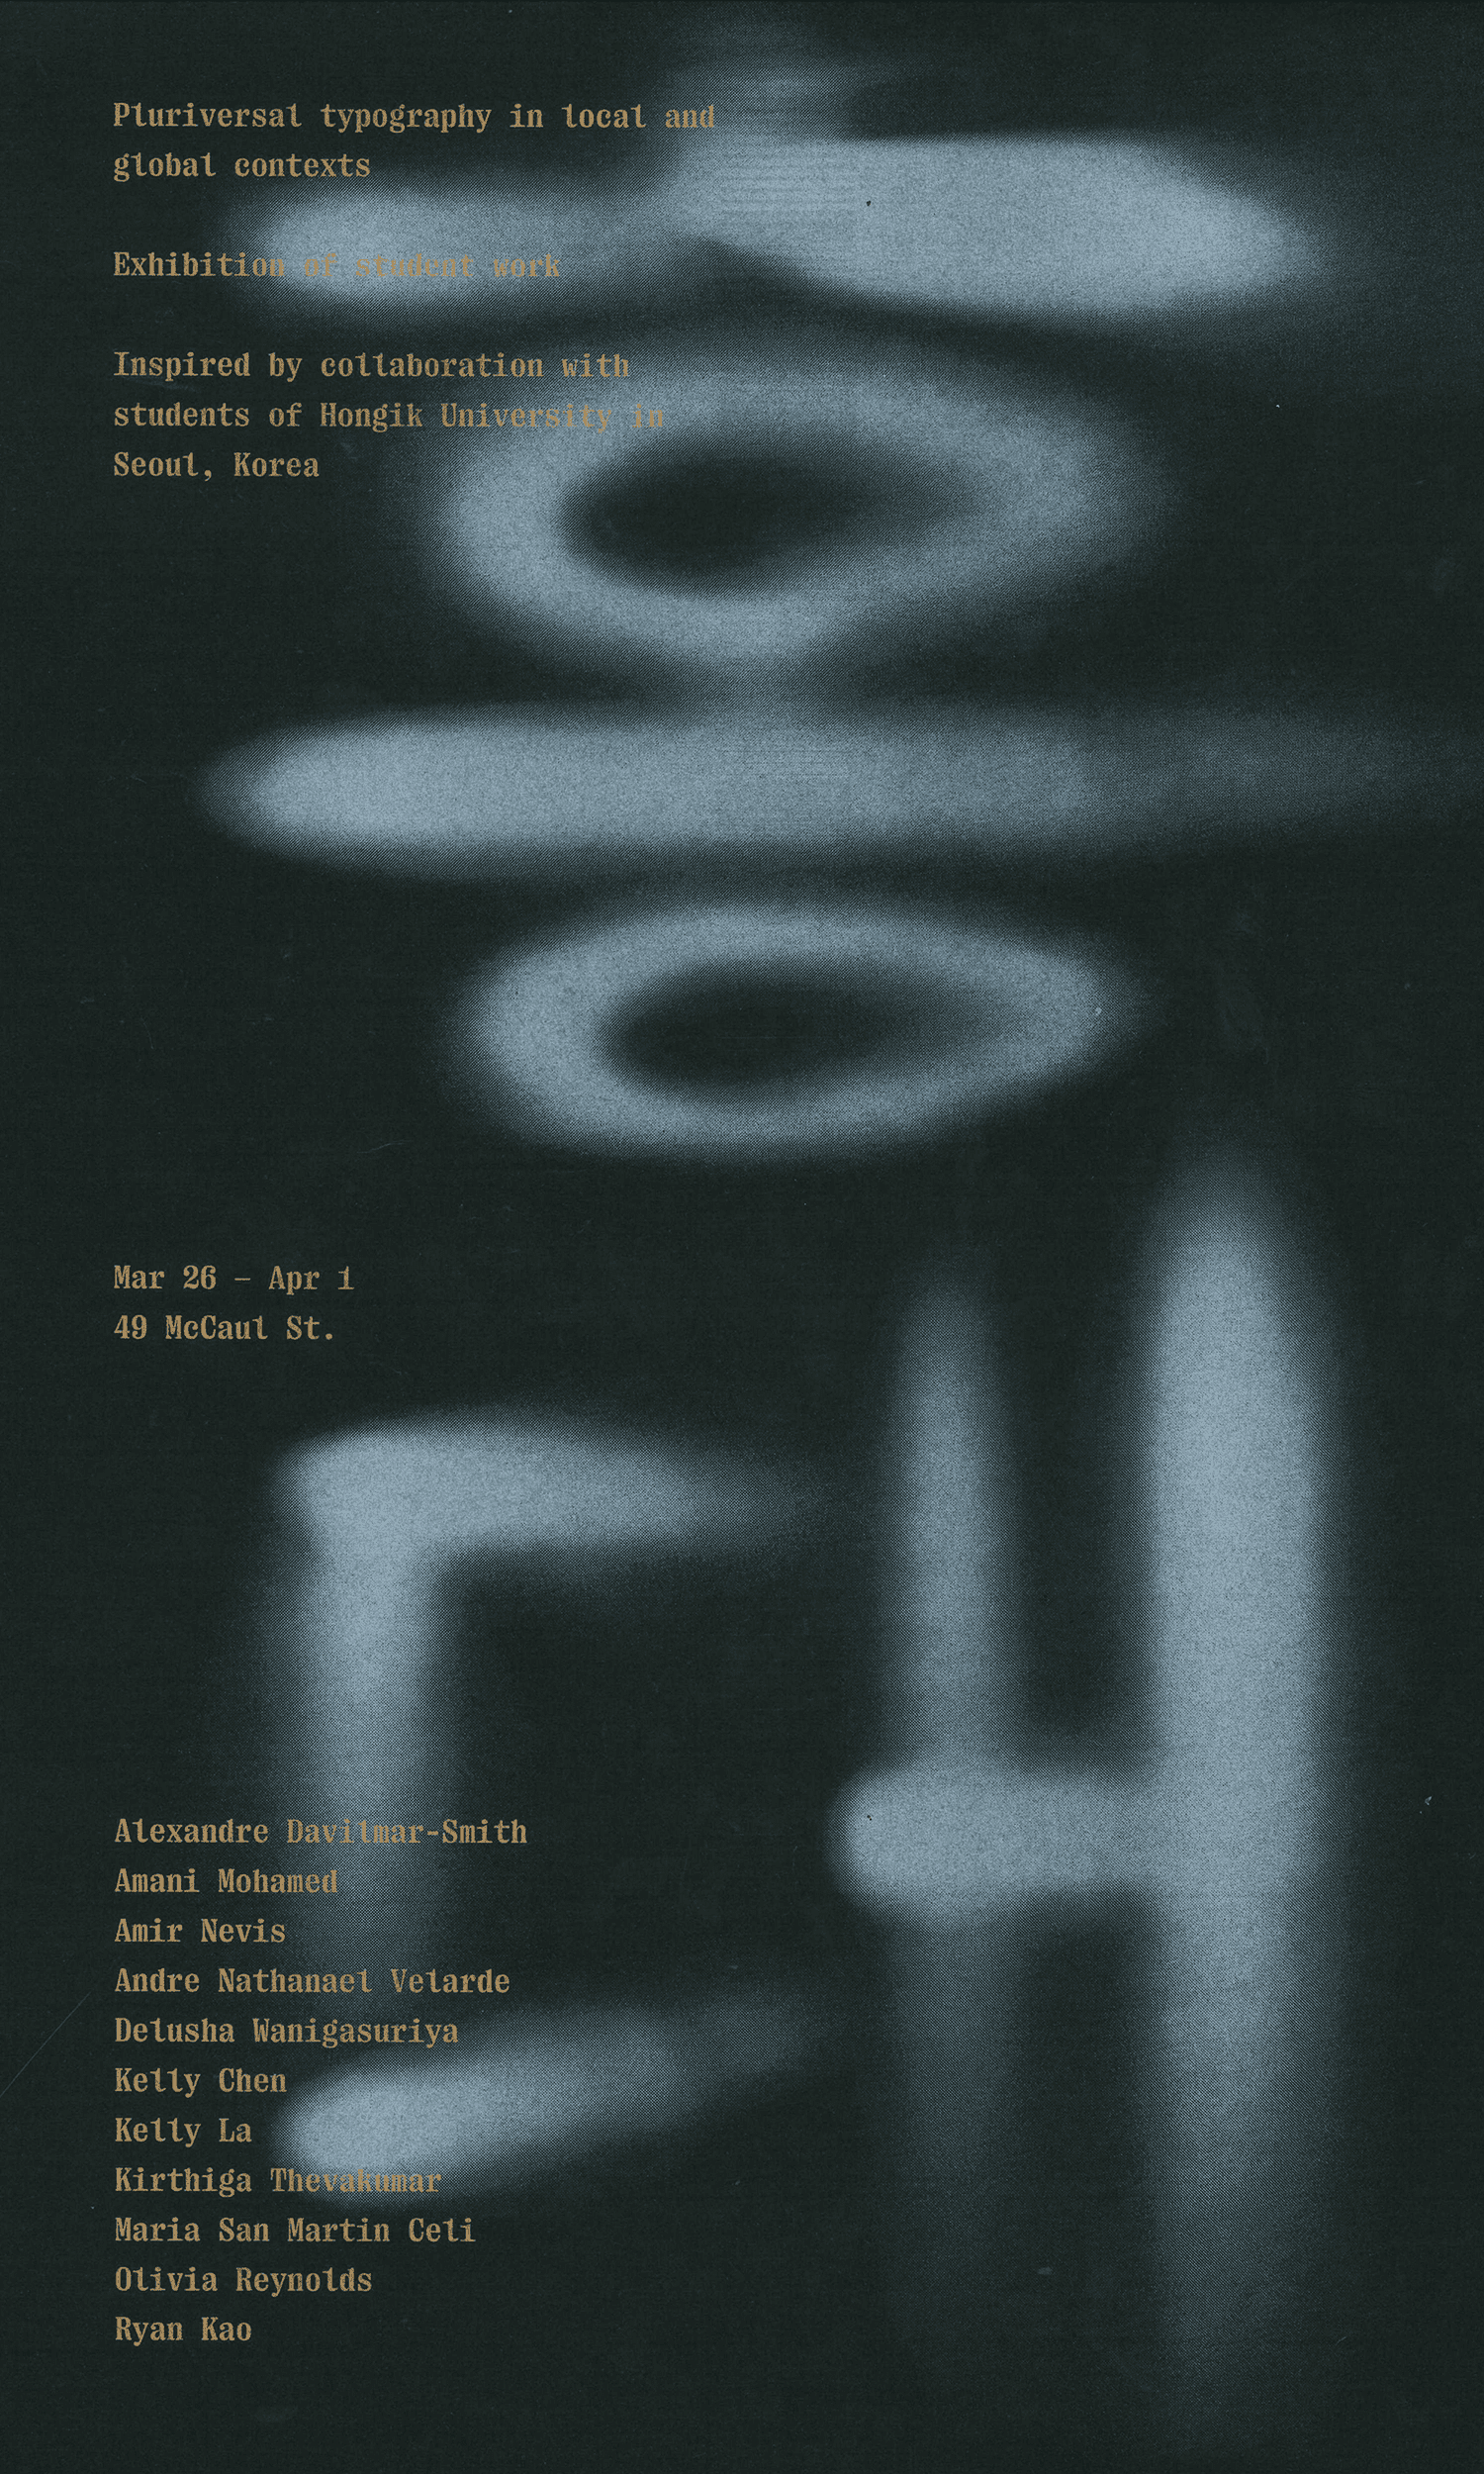 홍
Pluriversal typography in local and
global contexts
Exhibition of student work
Inspired by collaboration with
students of Hongik University in
Seoul, Korea
Mar 26 – Apr 1
49 McCaul St.
대
Alexandre Davilmar-Smith
Amani Mohamed
Amir Nevis
Andre Nathanael Velarde
Delusha Wanigasuriya
Kelly Chen
Kelly La
Kirthiga Thevakumar
Maria San Martin Celi
Olivia Reynolds
Ryan Kao